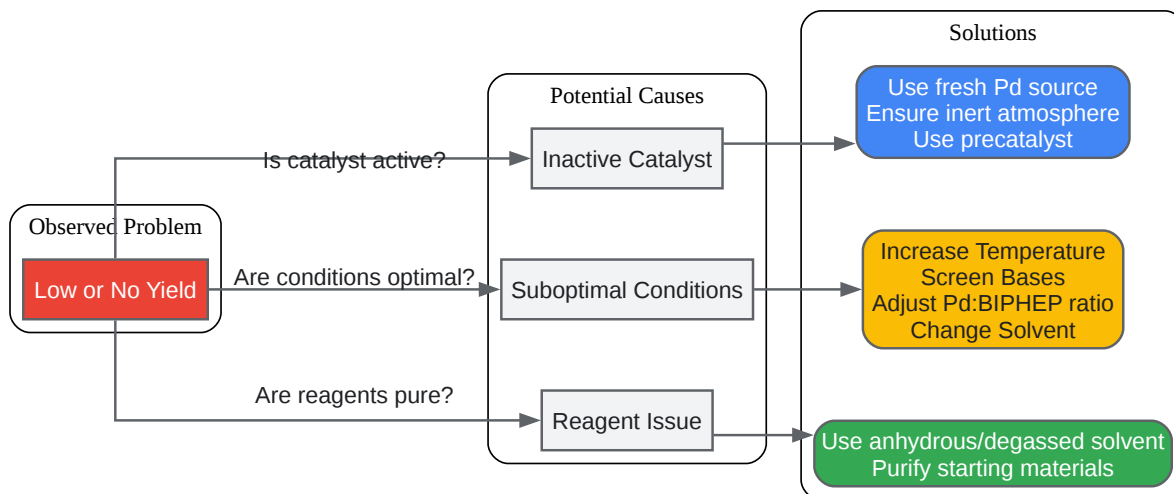 Observed Problem
Low or No Yield
Is catalyst active?
Are conditions optimal?
Are reagents pure?
Potential Causes
Inactive Catalyst
Suboptimal Conditions
Reagent Issue
Solutions
Use fresh Pd source
Ensure inert atmosphere
Use precatalyst
Increase Temperature
Screen Bases
Adjust Pd:BIPHEP ratio
Change Solvent
Use anhydrous/degassed solvent
Purify starting materials